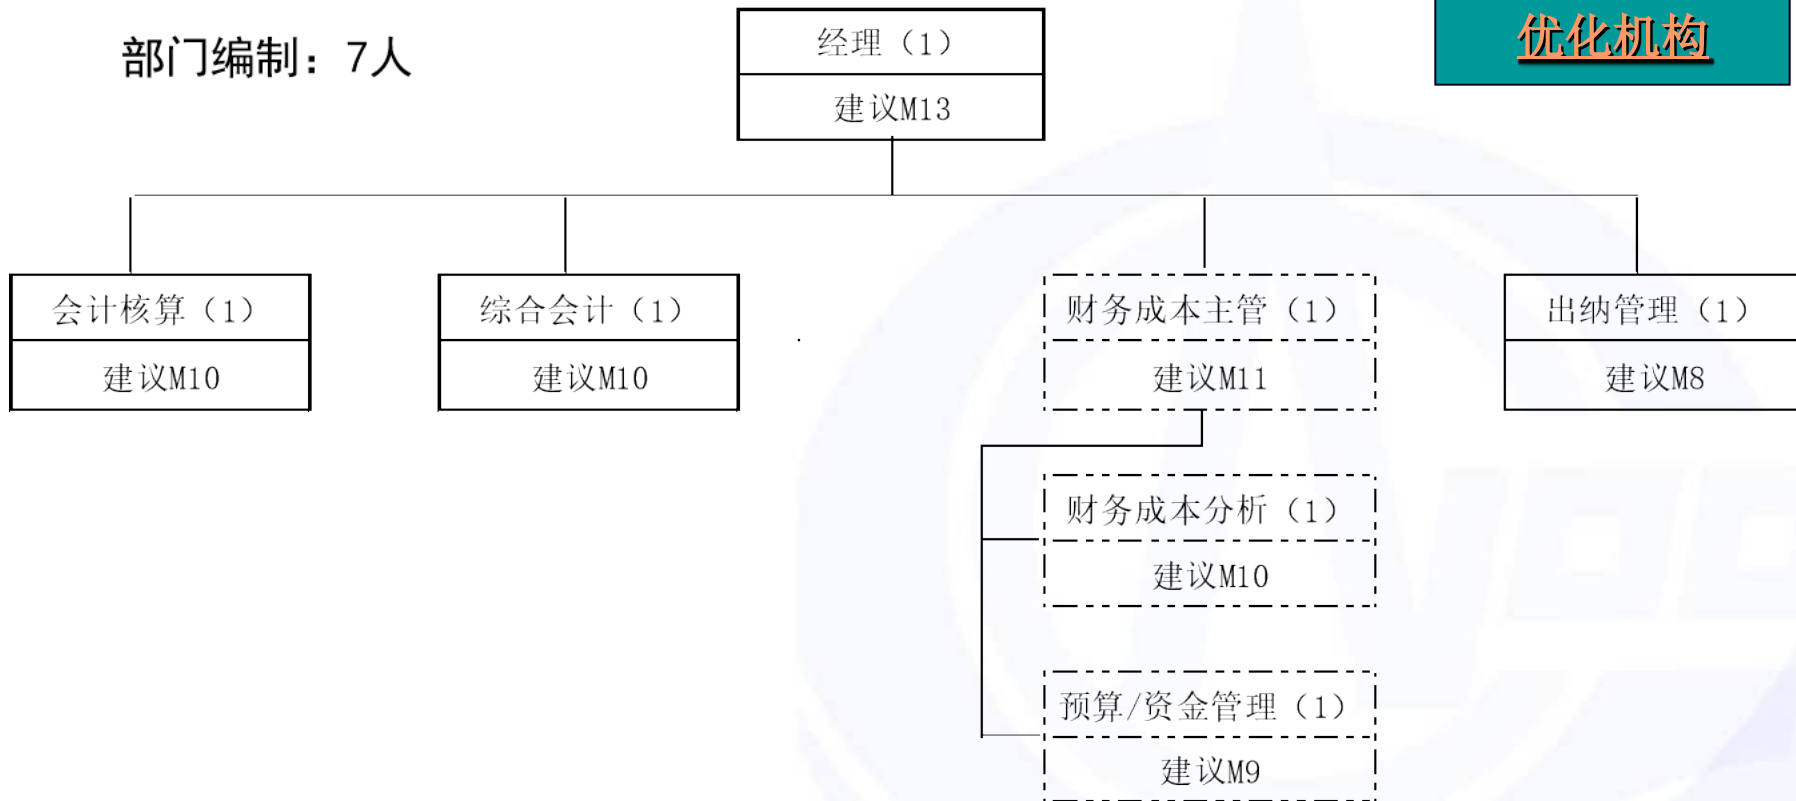 部门编制：7人
经理（1）
建议M13
优化机构
会计核算（1）
建议M10
综合会计（1）
建议M10
财务成本主管（1）
建议M11
出纳管理（1）
建议M8
财务成本分析（1）
建议M10
预算/资金管理（1）
建议M9